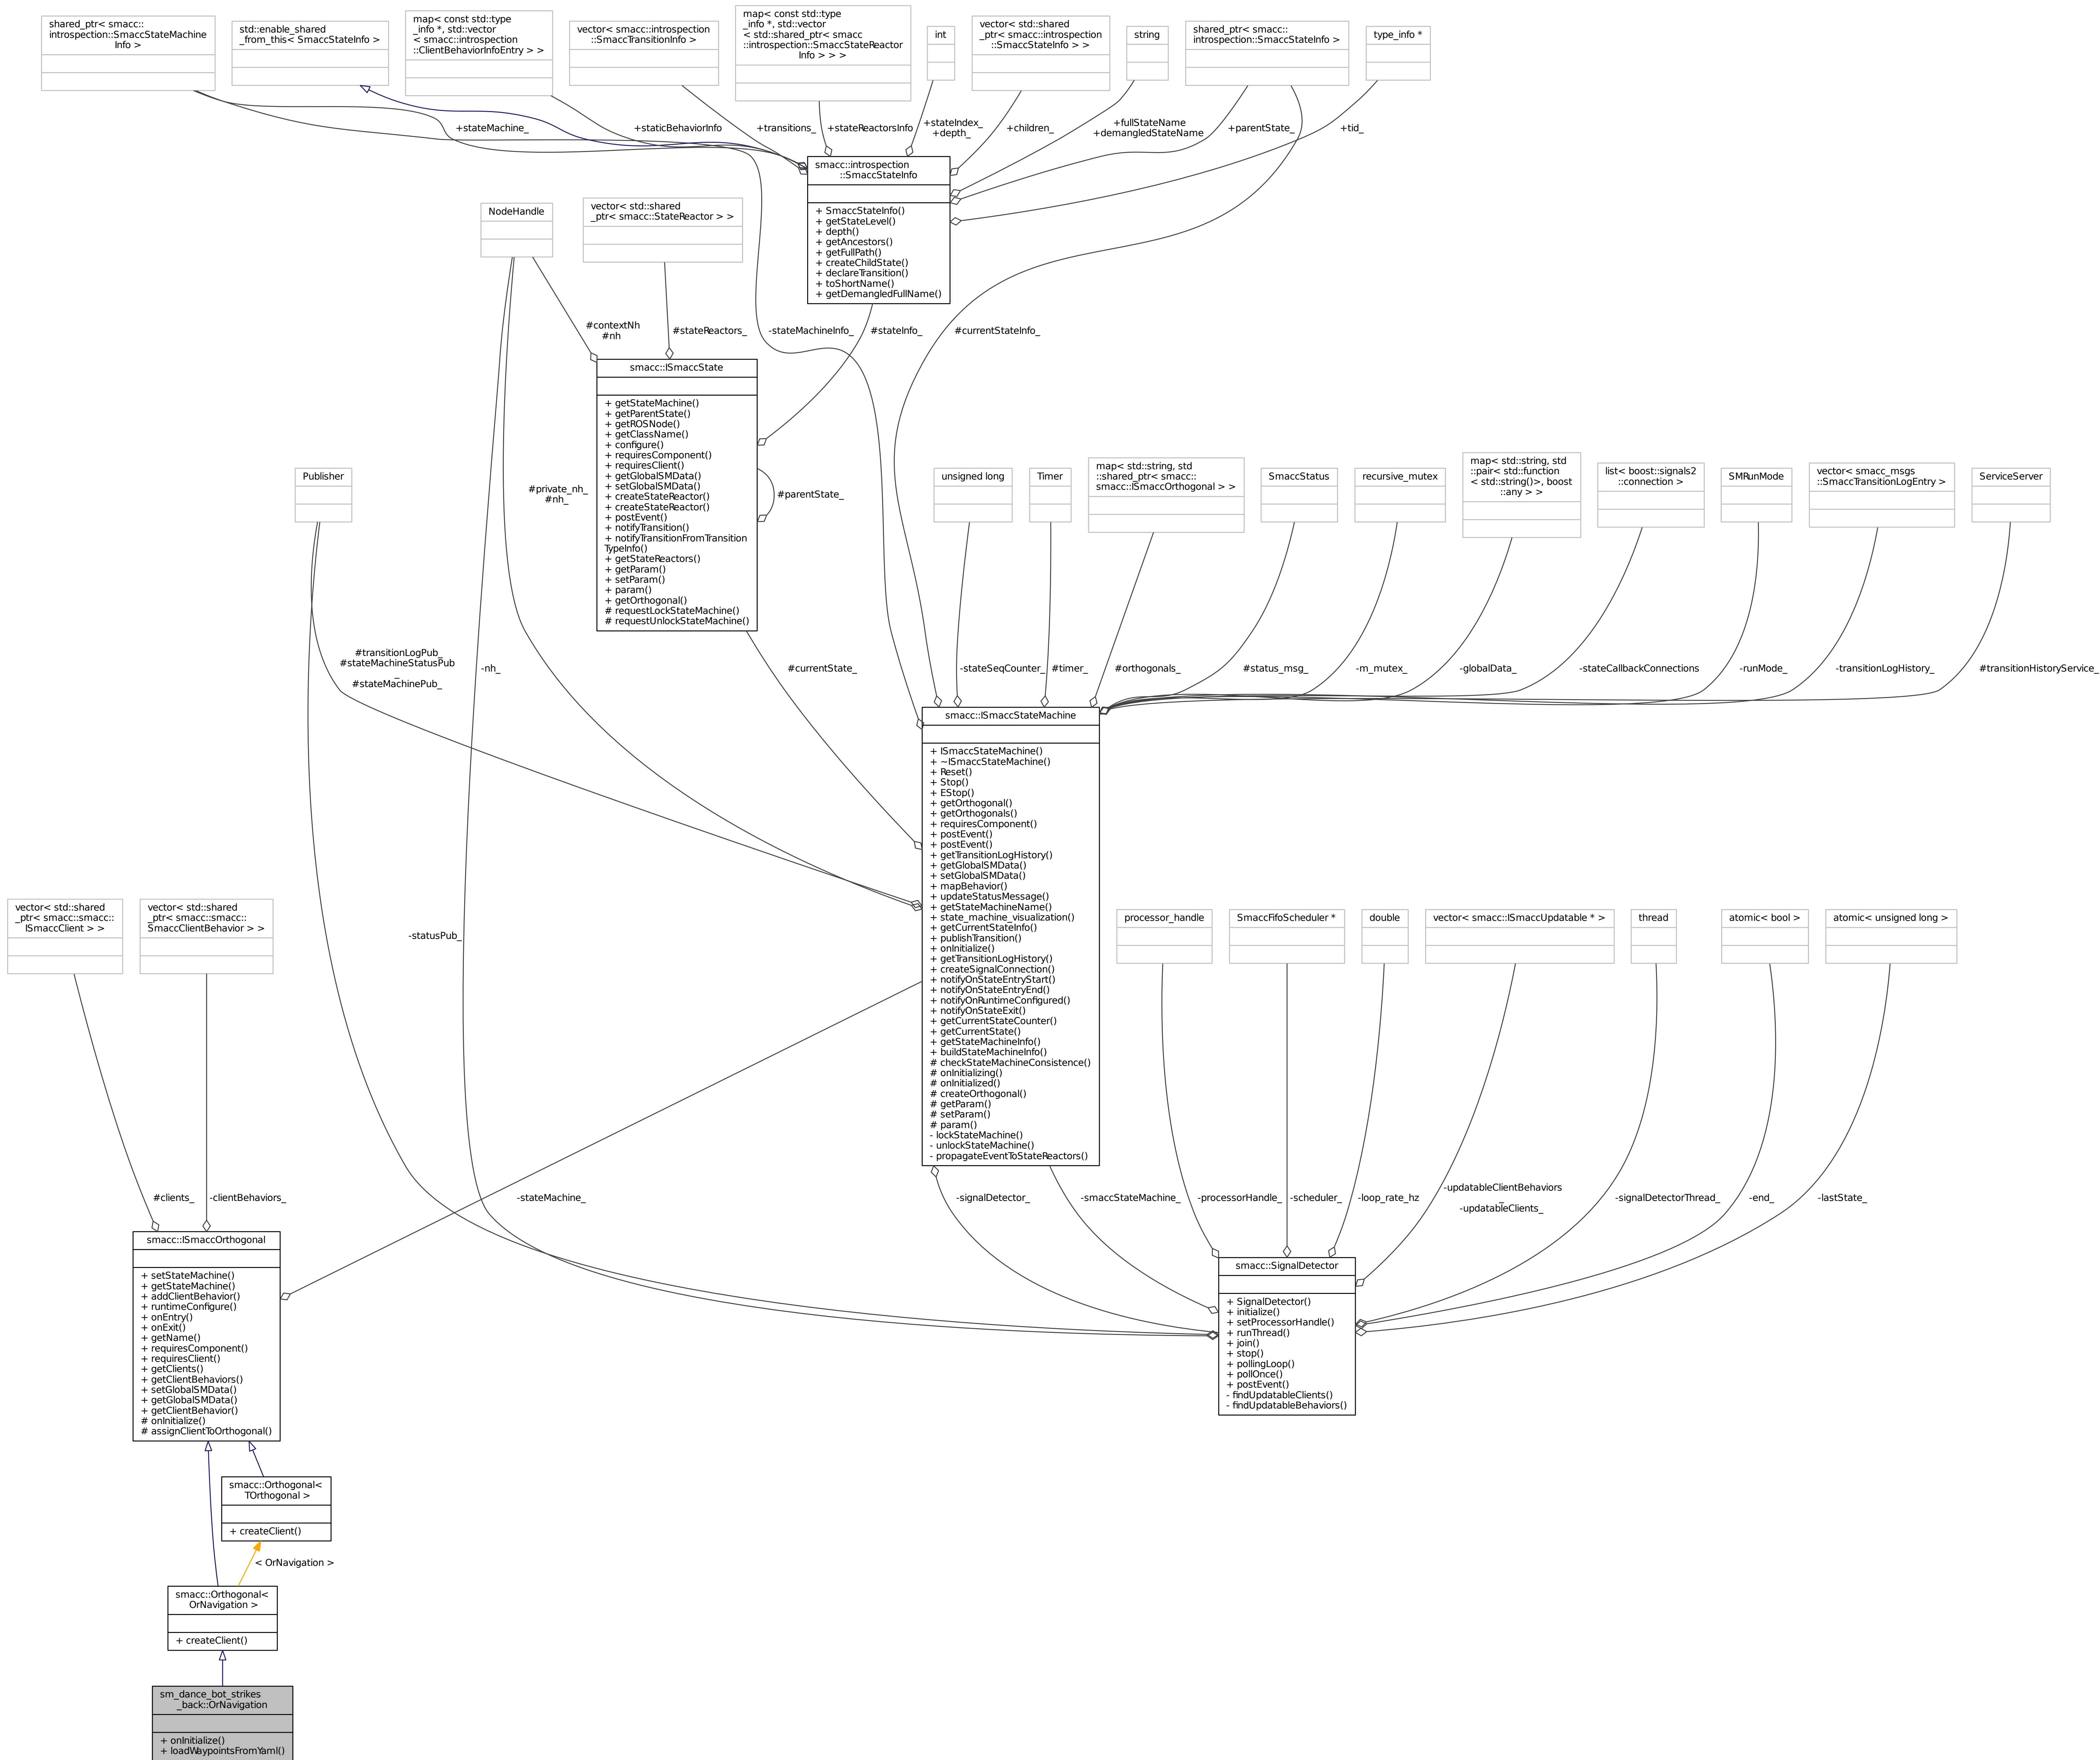 shared_ptr< smacc::
introspection::SmaccStateMachine
Info >
std::enable_shared
_from_this< SmaccStateInfo >
map< const std::type
_info *, std::vector
< smacc::introspection
::ClientBehaviorInfoEntry > >
vector< smacc::introspection
::SmaccTransitionInfo >
map< const std::type
_info *, std::vector
< std::shared_ptr< smacc
::introspection::SmaccStateReactor
Info > > >
int
vector< std::shared
_ptr< smacc::introspection
::SmaccStateInfo > >
string
shared_ptr< smacc::
introspection::SmaccStateInfo >
type_info *
+stateMachine_
+staticBehaviorInfo
+transitions_
+stateReactorsInfo
+stateIndex_
+depth_
+children_
+fullStateName
+demangledStateName
+parentState_
+tid_
smacc::introspection
::SmaccStateInfo
+ SmaccStateInfo()
+ getStateLevel()
+ depth()
+ getAncestors()
+ getFullPath()
+ createChildState()
+ declareTransition()
+ toShortName()
+ getDemangledFullName()
NodeHandle
vector< std::shared
_ptr< smacc::StateReactor > >
#contextNh
#nh
#stateReactors_
-stateMachineInfo_
#stateInfo_
#currentStateInfo_
smacc::ISmaccState
+ getStateMachine()
+ getParentState()
+ getROSNode()
+ getClassName()
+ configure()
+ requiresComponent()
+ requiresClient()
+ getGlobalSMData()
+ setGlobalSMData()
+ createStateReactor()
+ createStateReactor()
+ postEvent()
+ notifyTransition()
+ notifyTransitionFromTransition
TypeInfo()
+ getStateReactors()
+ getParam()
+ setParam()
+ param()
+ getOrthogonal()
# requestLockStateMachine()
# requestUnlockStateMachine()
#parentState_
Publisher
#private_nh_
#nh_
unsigned long
Timer
map< std::string, std
::shared_ptr< smacc::
smacc::ISmaccOrthogonal > >
SmaccStatus
recursive_mutex
map< std::string, std
::pair< std::function
< std::string()>, boost
::any > >
list< boost::signals2
::connection >
SMRunMode
vector< smacc_msgs
::SmaccTransitionLogEntry >
ServiceServer
#transitionLogPub_
#stateMachineStatusPub
_
#stateMachinePub_
-nh_
#currentState_
-stateSeqCounter_
#timer_
#orthogonals_
#status_msg_
-m_mutex_
-globalData_
-stateCallbackConnections
-runMode_
-transitionLogHistory_
#transitionHistoryService_
smacc::ISmaccStateMachine
+ ISmaccStateMachine()
+ ~ISmaccStateMachine()
+ Reset()
+ Stop()
+ EStop()
+ getOrthogonal()
+ getOrthogonals()
+ requiresComponent()
+ postEvent()
+ postEvent()
+ getTransitionLogHistory()
+ getGlobalSMData()
+ setGlobalSMData()
+ mapBehavior()
+ updateStatusMessage()
+ getStateMachineName()
+ state_machine_visualization()
+ getCurrentStateInfo()
+ publishTransition()
+ onInitialize()
+ getTransitionLogHistory()
+ createSignalConnection()
+ notifyOnStateEntryStart()
+ notifyOnStateEntryEnd()
+ notifyOnRuntimeConfigured()
+ notifyOnStateExit()
+ getCurrentStateCounter()
+ getCurrentState()
+ getStateMachineInfo()
+ buildStateMachineInfo()
# checkStateMachineConsistence()
# onInitializing()
# onInitialized()
# createOrthogonal()
# getParam()
# setParam()
# param()
- lockStateMachine()
- unlockStateMachine()
- propagateEventToStateReactors()
vector< std::shared
_ptr< smacc::smacc::
ISmaccClient > >
vector< std::shared
_ptr< smacc::smacc::
SmaccClientBehavior > >
-statusPub_
processor_handle
SmaccFifoScheduler *
double
vector< smacc::ISmaccUpdatable * >
thread
atomic< bool >
atomic< unsigned long >
#clients_
-clientBehaviors_
-stateMachine_
-signalDetector_
-smaccStateMachine_
-processorHandle_
-scheduler_
-loop_rate_hz
-updatableClientBehaviors
_
-updatableClients_
-signalDetectorThread_
-end_
-lastState_
smacc::ISmaccOrthogonal
+ setStateMachine()
+ getStateMachine()
+ addClientBehavior()
+ runtimeConfigure()
+ onEntry()
+ onExit()
+ getName()
+ requiresComponent()
+ requiresClient()
+ getClients()
+ getClientBehaviors()
+ setGlobalSMData()
+ getGlobalSMData()
+ getClientBehavior()
# onInitialize()
# assignClientToOrthogonal()
smacc::SignalDetector
+ SignalDetector()
+ initialize()
+ setProcessorHandle()
+ runThread()
+ join()
+ stop()
+ pollingLoop()
+ pollOnce()
+ postEvent()
- findUpdatableClients()
- findUpdatableBehaviors()
smacc::Orthogonal<
TOrthogonal >
+ createClient()
< OrNavigation >
smacc::Orthogonal<
OrNavigation >
+ createClient()
sm_dance_bot_strikes
_back::OrNavigation
+ onInitialize()
+ loadWaypointsFromYaml()